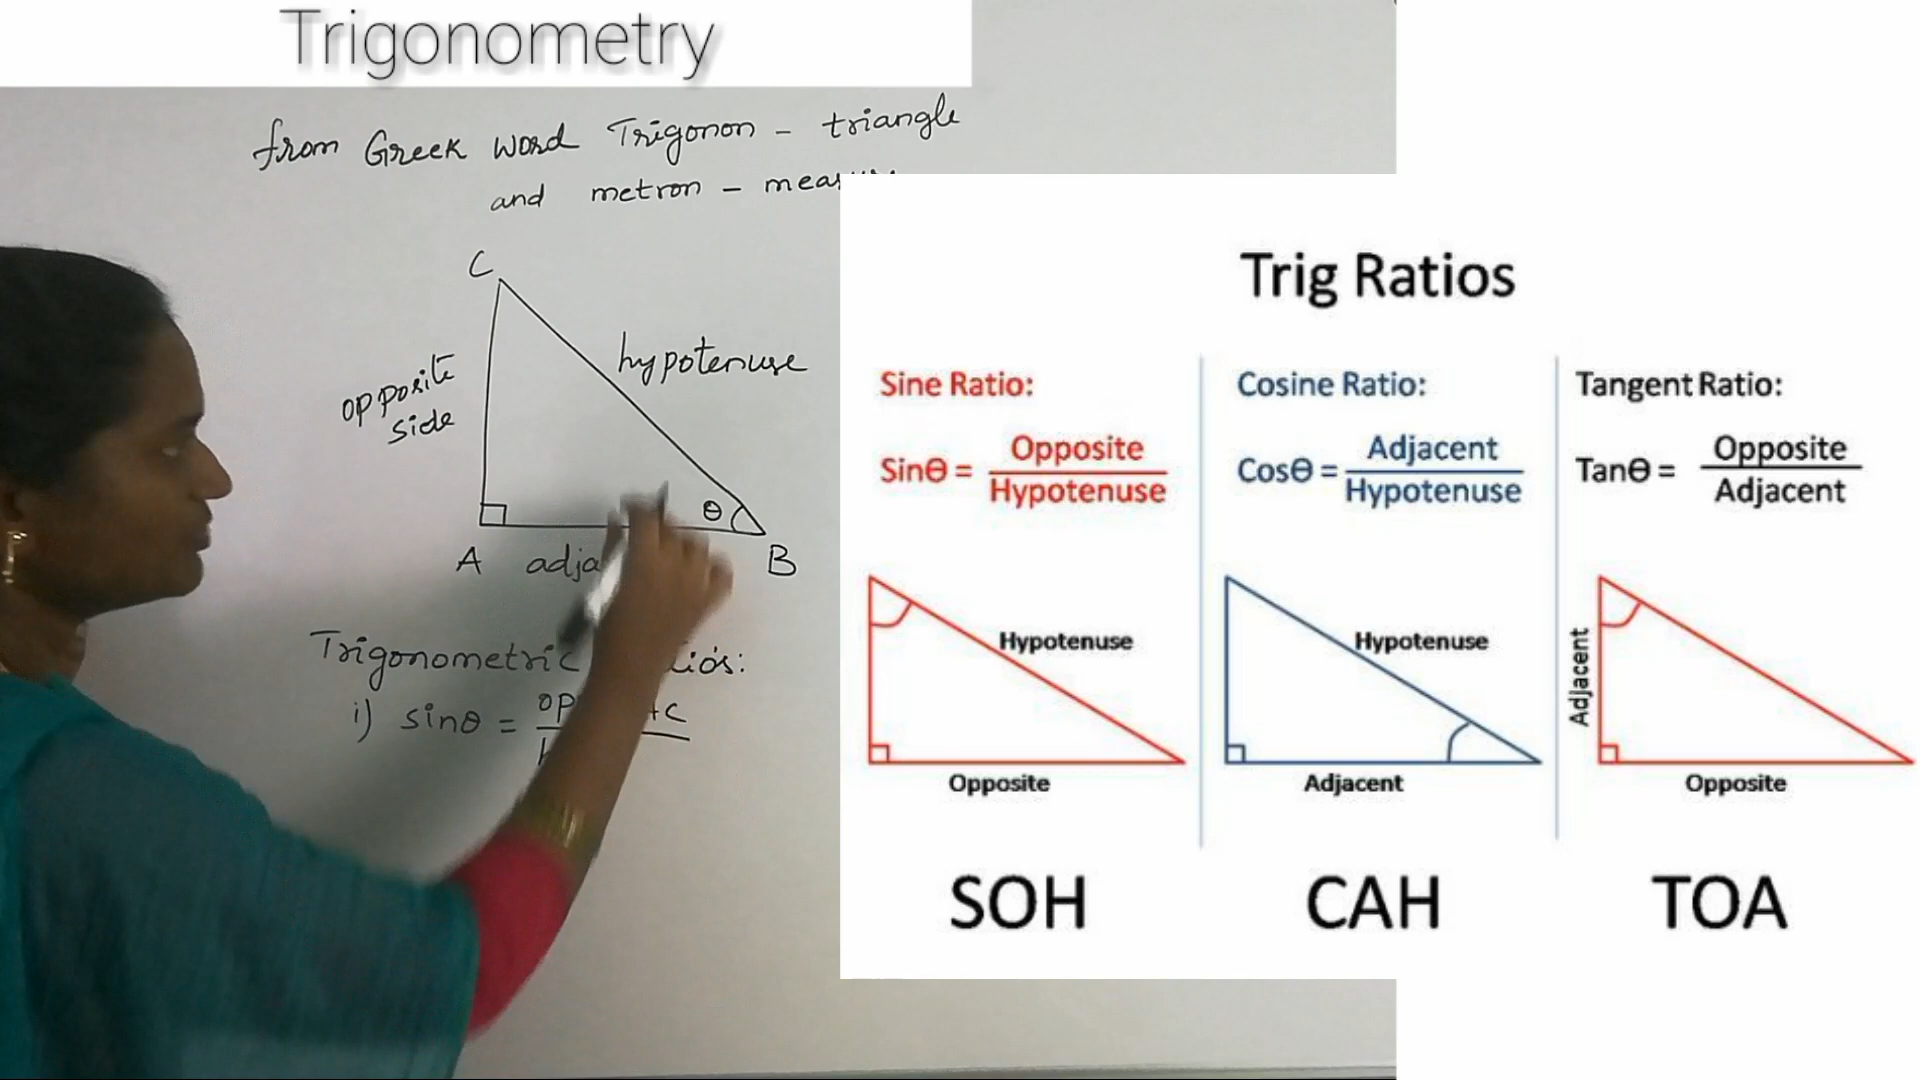 Trigonometry
from Greek word Trigonon - triangle
and metron -
C
opposite
side
hypotenuse
θ
A
B
Trigonometric
i) sinθ =
Trig Ratios
Sine Ratio:
Sinθ = Opposite
Hypotenuse
Hypotenuse
Opposite
SOH
Cosine Ratio:
Cosθ = Adjacent
Hypotenuse
Hypotenuse
Adjacent
CAH
Tangent Ratio:
Tanθ = Opposite
Adjacent
Adjacent
Opposite
TOA